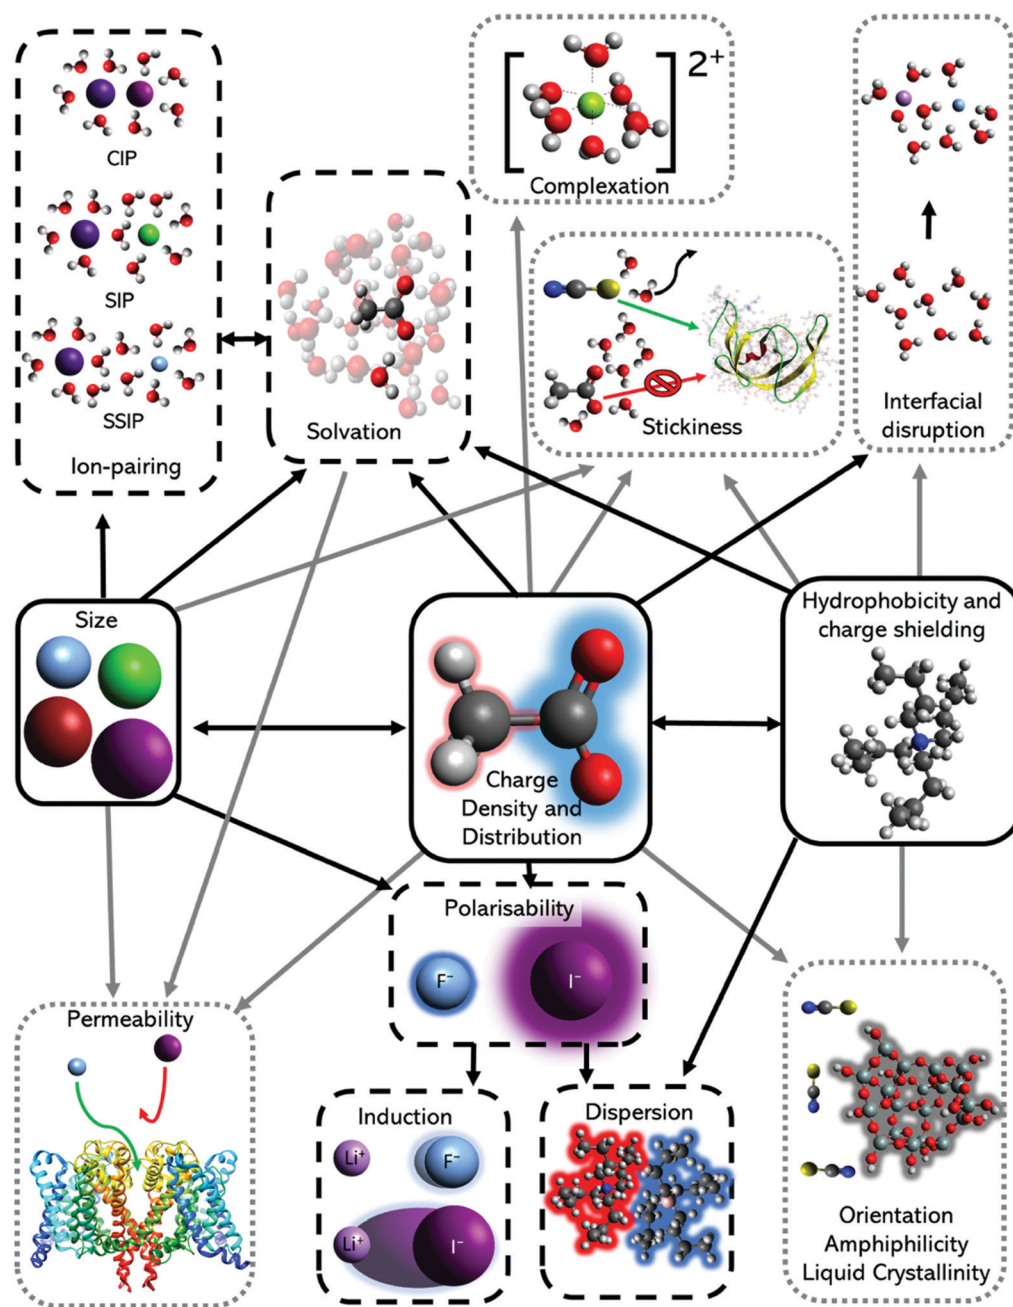 CIP
SIP
SSIP
Ion-pairing
Solvation
[ ]2+
Complexation
Stickiness
Interfacial
disruption
Size
Charge
Density and
Distribution
Hydrophobicity and
charge shielding
Polarisability
F⁻
I⁻
Permeability
Induction
Li⁺
F⁻
Li⁺
I⁻
Dispersion
Orientation
Amphiphilicity
Liquid Crystallinity